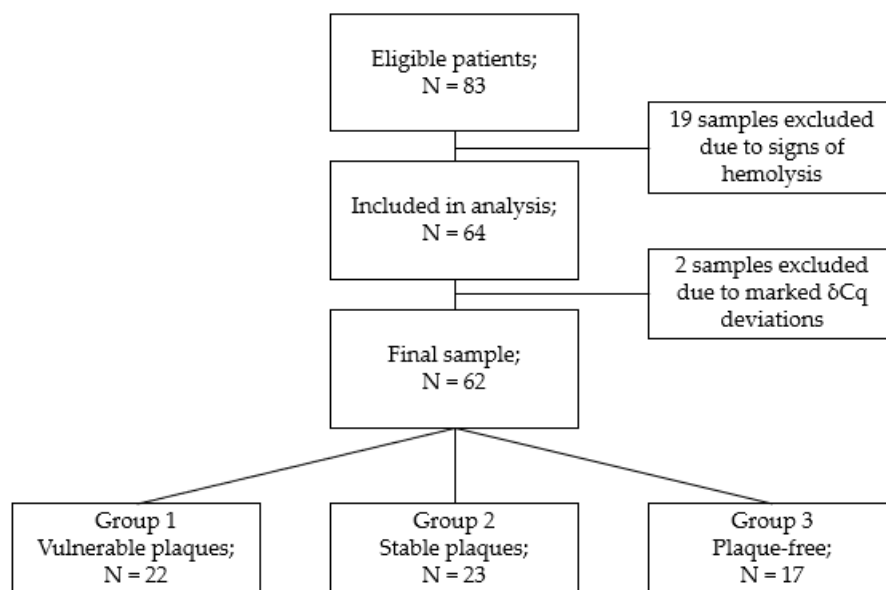 Eligible patients;
N = 83
19 samples excluded
due to signs of
hemolysis
Included in analysis;
N = 64
2 samples excluded
due to marked δCq
deviations
Final sample;
N = 62
Group 1
Vulnerable plaques;
N = 22
Group 2
Stable plaques;
N = 23
Group 3
Plaque-free;
N = 17